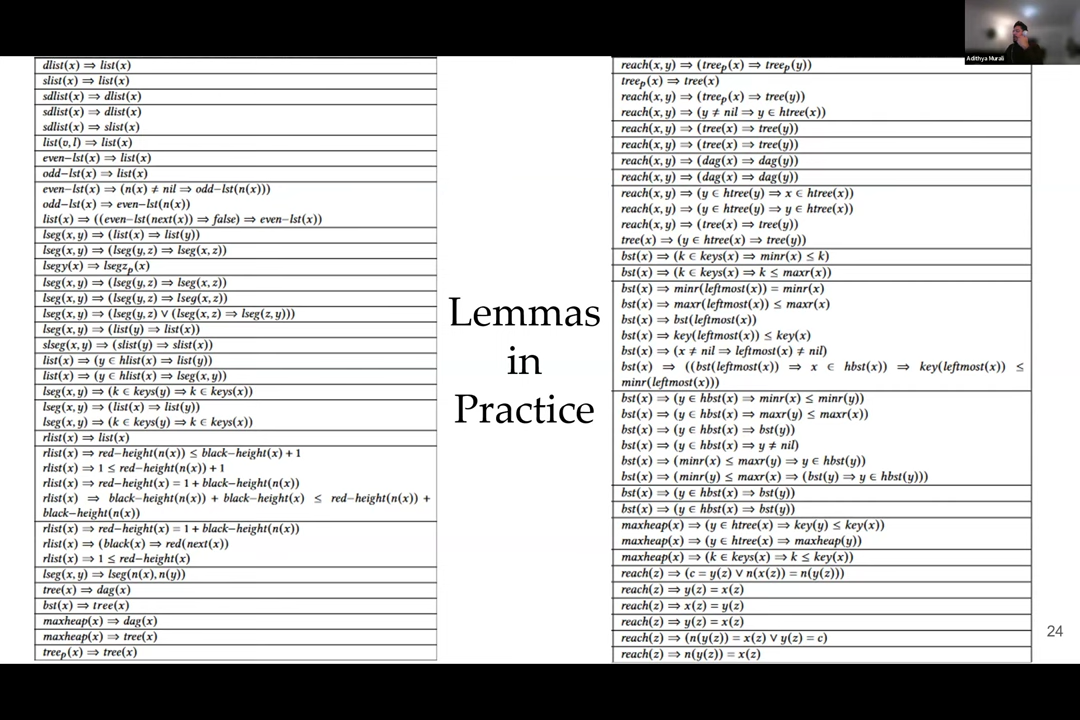 dlist(x) ⇒ list(x)
slist(x) ⇒ list(x)
sdlist(x) ⇒ dlist(x)
sdlist(x) ⇒ dlist(x)
sdlist(x) ⇒ slist(x)
list(v, l) ⇒ list(x)
even-lst(x) ⇒ list(x)
odd-lst(x) ⇒ list(x)
even-lst(x) ⇒ (n(x) ≠ nil ⇒ odd-lst(n(x)))
odd-lst(x) ⇒ even-lst(n(x))
list(x) ⇒ ((even-lst(next(x)) ⇒ false) ⇒ even-lst(x))
lseg(x, y) ⇒ (list(x) ⇒ list(y))
lseg(x, y) ⇒ (lseg(y, z) ⇒ lseg(x, z))
lsegy(x) ⇒ lsegzₚ(x)
lseg(x, y) ⇒ (lseg(y, z) ⇒ lseg(x, z))
lseg(x, y) ⇒ (lseg(y, z) ⇒ lseg(x, z))
lseg(x, y) ⇒ (lseg(y, z) ∨ (lseg(x, z) ⇒ lseg(z, y)))
lseg(x, y) ⇒ (list(y) ⇒ list(x))
slseg(x, y) ⇒ (slist(y) ⇒ slist(x))
list(x) ⇒ (y ∈ hlist(x) ⇒ list(y))
list(x) ⇒ (y ∈ hlist(x) ⇒ lseg(x, y))
lseg(x, y) ⇒ (k ∈ keys(y) ⇒ k ∈ keys(x))
lseg(x, y) ⇒ (list(x) ⇒ list(y))
lseg(x, y) ⇒ (k ∈ keys(y) ⇒ k ∈ keys(x))
rlist(x) ⇒ list(x)
rlist(x) ⇒ red-height(n(x)) ≤ black-height(x) + 1
rlist(x) ⇒ 1 ≤ red-height(n(x)) + 1
rlist(x) ⇒ red-height(x) = 1 + black-height(n(x))
rlist(x) ⇒ black-height(n(x)) + black-height(x) ≤ red-height(n(x)) +
black-height(n(x))
rlist(x) ⇒ red-height(x) = 1 + black-height(n(x))
rlist(x) ⇒ (black(x) ⇒ red(next(x))
rlist(x) ⇒ 1 ≤ red-height(x)
lseg(x, y) ⇒ lseg(n(x), n(y))
tree(x) ⇒ dag(x)
bst(x) ⇒ tree(x)
maxheap(x) ⇒ dag(x)
maxheap(x) ⇒ tree(x)
treeₚ(x) ⇒ tree(x)
Lemmas
in
Practice
reach(x, y) ⇒ (treeₚ(x) ⇒ treeₚ(y))
treeₚ(x) ⇒ tree(x)
reach(x, y) ⇒ (treeₚ(x) ⇒ tree(y))
reach(x, y) ⇒ (y ≠ nil ⇒ y ∈ htree(x))
reach(x, y) ⇒ (tree(x) ⇒ tree(y))
reach(x, y) ⇒ (tree(x) ⇒ tree(y))
reach(x, y) ⇒ (dag(x) ⇒ dag(y))
reach(x, y) ⇒ (dag(x) ⇒ dag(y))
reach(x, y) ⇒ (y ∈ htree(y) ⇒ x ∈ htree(x))
reach(x, y) ⇒ (y ∈ htree(y) ⇒ y ∈ htree(x))
reach(x, y) ⇒ (tree(x) ⇒ tree(y))
tree(x) ⇒ (y ∈ htree(x) ⇒ tree(y))
bst(x) ⇒ (k ∈ keys(x) ⇒ minr(x) ≤ k)
bst(x) ⇒ (k ∈ keys(x) ⇒ k ≤ maxr(x))
bst(x) ⇒ minr(leftmost(x)) = minr(x)
bst(x) ⇒ maxr(leftmost(x)) ≤ maxr(x)
bst(x) ⇒ bst(leftmost(x))
bst(x) ⇒ key(leftmost(x)) ≤ key(x)
bst(x) ⇒ (x ≠ nil ⇒ leftmost(x) ≠ nil)
bst(x) ⇒ ((bst(leftmost(x)) ⇒ x ∈ hbst(x)) ⇒ key(leftmost(x)) ≤
minr(leftmost(x)))
bst(x) ⇒ (y ∈ hbst(x) ⇒ minr(x) ≤ minr(y))
bst(x) ⇒ (y ∈ hbst(x) ⇒ maxr(y) ≤ maxr(x))
bst(x) ⇒ (y ∈ hbst(x) ⇒ bst(y))
bst(x) ⇒ (y ∈ hbst(x) ⇒ y ≠ nil)
bst(x) ⇒ (minr(x) ≤ maxr(y) ⇒ y ∈ hbst(y))
bst(x) ⇒ (minr(y) ≤ maxr(x) ⇒ (bst(y) ⇒ y ∈ hbst(y)))
bst(x) ⇒ (y ∈ hbst(x) ⇒ bst(y))
bst(x) ⇒ (y ∈ hbst(x) ⇒ bst(y))
maxheap(x) ⇒ (y ∈ htree(x) ⇒ key(y) ≤ key(x))
maxheap(x) ⇒ (y ∈ htree(x) ⇒ maxheap(y))
maxheap(x) ⇒ (k ∈ keys(x) ⇒ k ≤ key(x))
reach(z) ⇒ (c = y(z) ∨ n(x(z)) = n(y(z)))
reach(z) ⇒ y(z) = x(z)
reach(z) ⇒ x(z) = y(z)
reach(z) ⇒ y(z) = x(z)
reach(z) ⇒ (n(y(z)) = x(z) ∨ y(z) = c)
reach(z) ⇒ n(y(z)) = x(z)
24
Adithya Murali